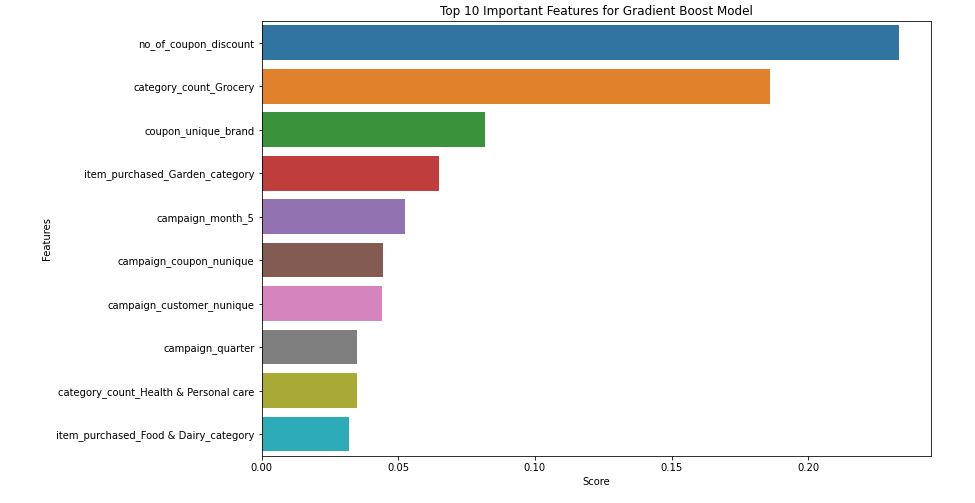 Top 10 Important Features for Gradient Boost Model
no_of_coupon_discount
category_count_Grocery
coupon_unique_brand
item_purchased_Garden_category
campaign_month_5
Features
campaign_coupon_nunique
campaign_customer_nunique
campaign_quarter
category_count_Health & Personal care
item_purchased_Food & Dairy_category
0.00 0.05 0.10 0.15 0.20
Score